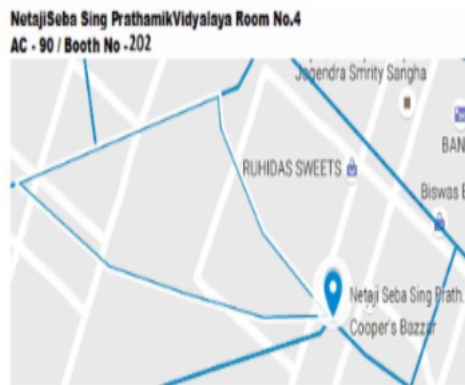 NetajiSeba Sing PrathamikVidyalaya Room No.4
AC - 90 / Booth No -202
Jogendra Smrity Sangha
BAN
RUHIDAS SWEETS
Biswas E
Netaji Seba Sing Prath.
Cooper's Bazzar